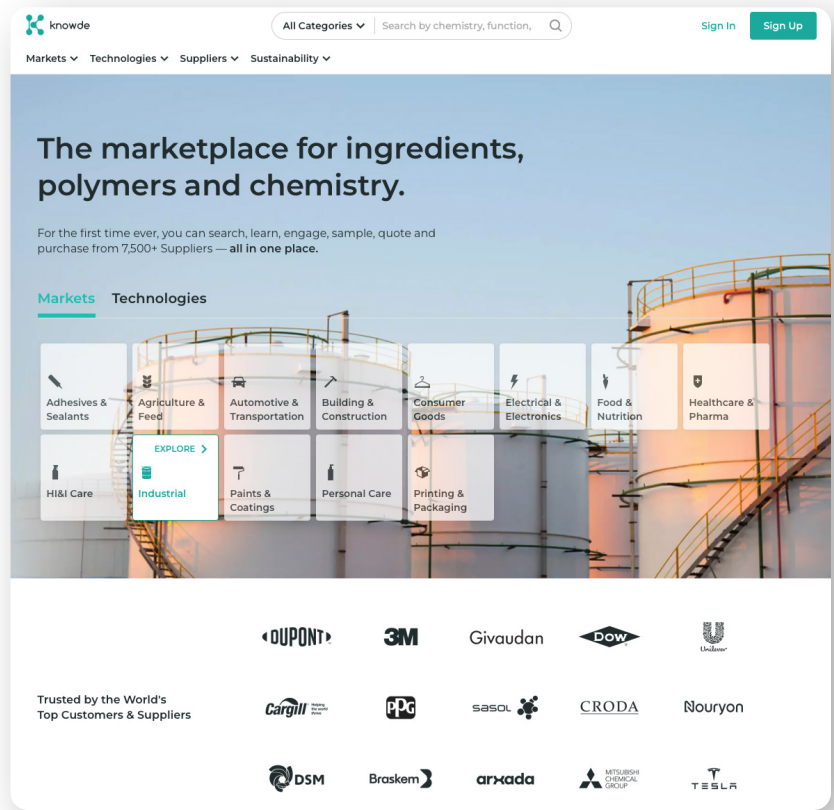 knowde
All Categories
Search by chemistry, function,
Sign In
Sign Up
Markets
Technologies
Suppliers
Sustainability
The marketplace for ingredients,
polymers and chemistry.
For the first time ever, you can search, learn, engage, sample, quote and
purchase from 7,500+ Suppliers — all in one place.
Markets
Technologies
Adhesives &
Sealants
Agriculture &
Feed
Automotive &
Transportation
Building &
Construction
Consumer
Goods
Electrical &
Electronics
Food &
Nutrition
Healthcare &
Pharma
HI&I Care
EXPLORE
Industrial
Paints &
Coatings
Personal Care
Printing &
Packaging
Trusted by the World's
Top Customers & Suppliers
DUPONT
3M
Givaudan
Dow
Unilever
Cargill
Helping
the world
thrive
PPG
sasol
CRODA
Nouryon
DSM
Braskem
arxada
MITSUBISHI
CHEMICAL
GROUP
TESLA